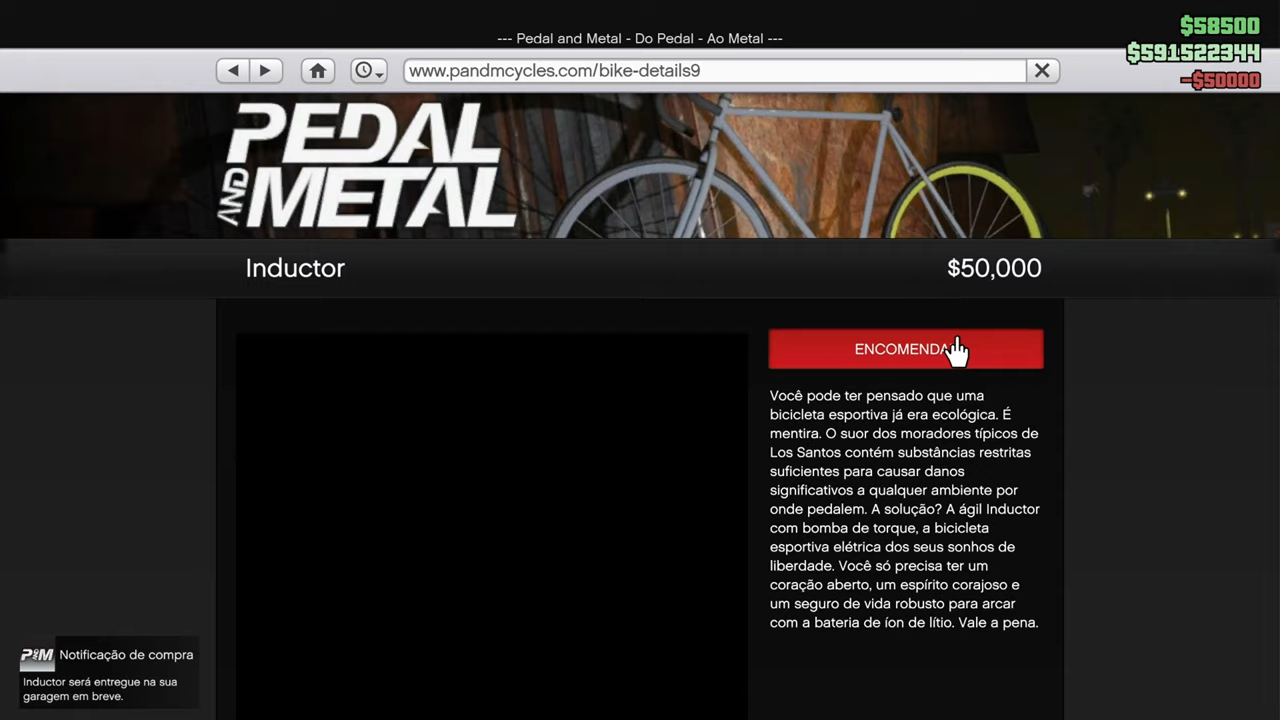 --- Pedal and Metal - Do Pedal - Ao Metal ---
$58500
$591522344
-$50000
www.pandmcycles.com/bike-details9
PEDAL
AND METAL
Inductor
$50,000
ENCOMENDA
Você pode ter pensado que uma
bicicleta esportiva já era ecológica. É
mentira. O suor dos moradores típicos de
Los Santos contém substâncias restritas
suficientes para causar danos
significativos a qualquer ambiente por
onde pedalem. A solução? A ágil Inductor
com bomba de torque, a bicicleta
esportiva elétrica dos seus sonhos de
liberdade. Você só precisa ter um
coração aberto, um espírito corajoso e
um seguro de vida robusto para arcar
com a bateria de íon de lítio. Vale a pena.
P&M Notificação de compra
Inductor será entregue na sua
garagem em breve.